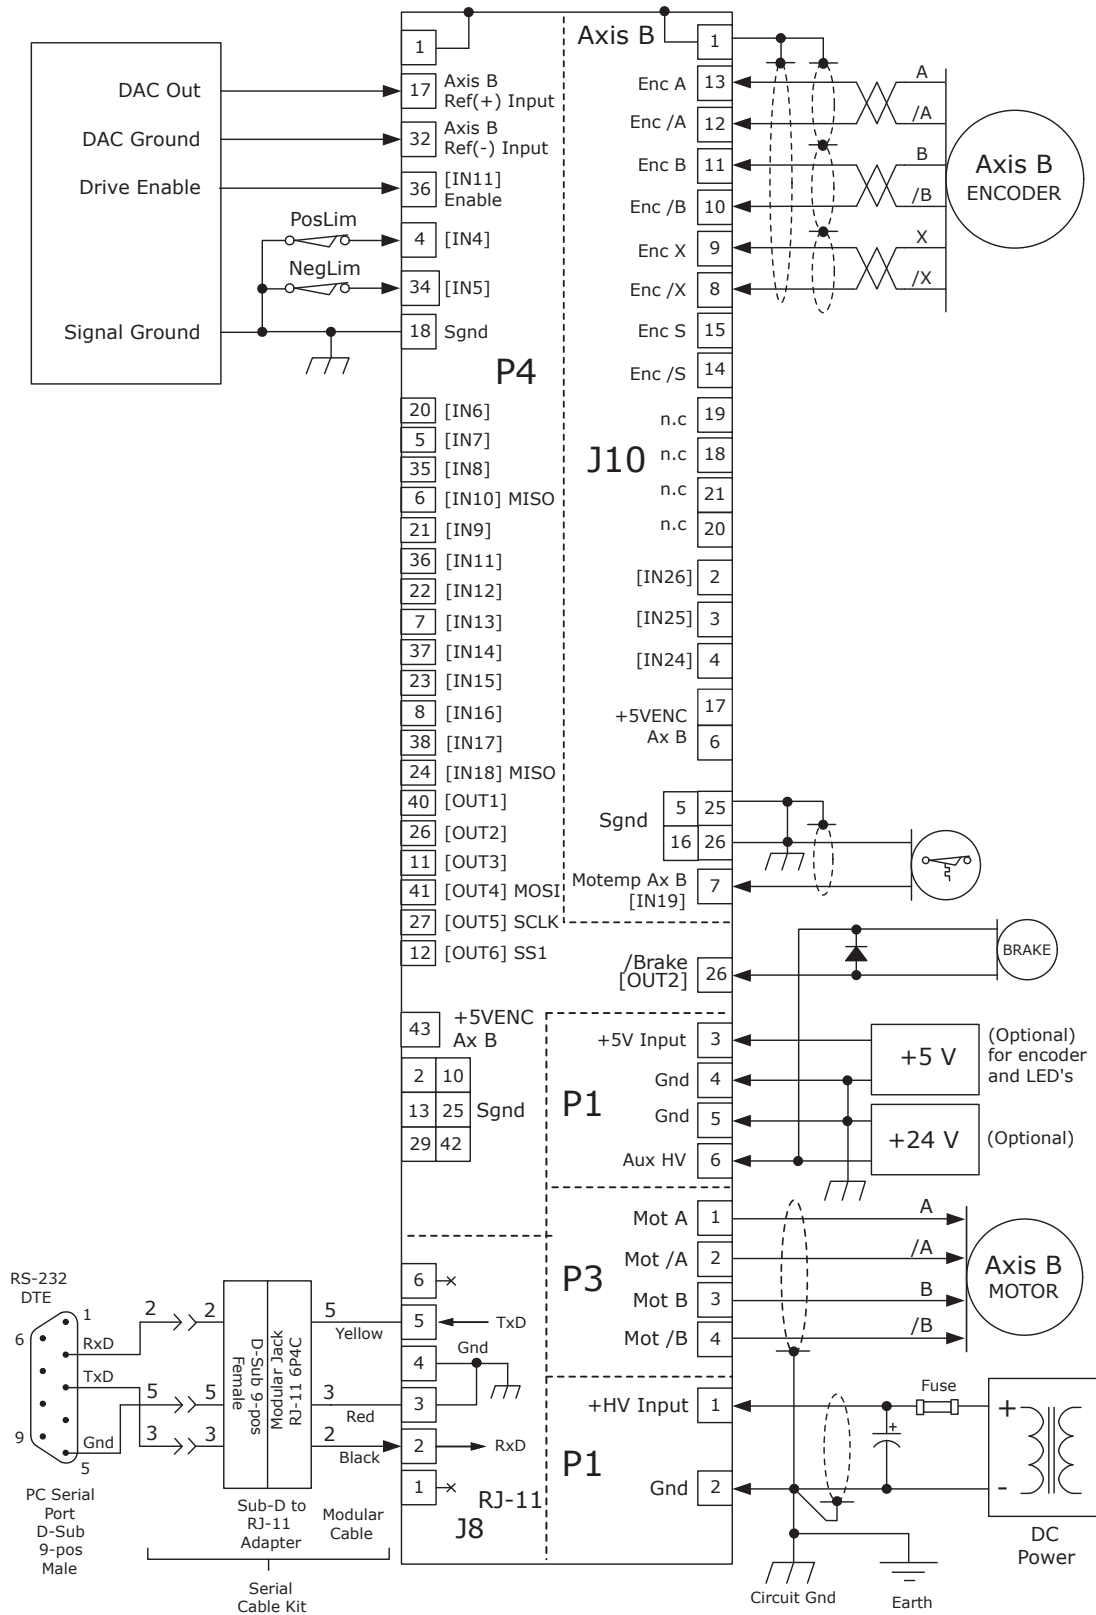 DAC Out
DAC Ground
Drive Enable
PosLim
NegLim
Signal Ground
1
17 Axis B
Ref(+) Input
32 Axis B
Ref(-) Input
36 [IN11]
Enable
4 [IN4]
34 [IN5]
18 Sgnd
P4
20 [IN6]
5 [IN7]
35 [IN8]
6 [IN10] MISO
21 [IN9]
36 [IN11]
22 [IN12]
7 [IN13]
37 [IN14]
23 [IN15]
8 [IN16]
38 [IN17]
24 [IN18] MISO
40 [OUT1]
26 [OUT2]
11 [OUT3]
41 [OUT4] MOSI
27 [OUT5] SCLK
12 [OUT6] SS1
43 +5VENC
Ax B
2 10
13 25 Sgnd
29 42
Axis B 1
Enc A 13 A
Enc /A 12 /A
Enc B 11 B
Enc /B 10 /B
Enc X 9 X
Enc /X 8 /X
Axis B
ENCODER
Enc S 15
Enc /S 14
J10
n.c 19
n.c 18
n.c 21
n.c 20
[IN26] 2
[IN25] 3
[IN24] 4
+5VENC 17
Ax B 6
Sgnd
5 25
16 26
Motemp Ax B 7
[IN19]
/Brake
[OUT2] 26
BRAKE
P1
+5V Input 3
Gnd 4
Gnd 5
Aux HV 6
+5 V
(Optional)
for encoder
and LED's
+24 V
(Optional)
P3
Mot A 1 A
Mot /A 2 /A
Mot B 3 B
Mot /B 4 /B
Axis B
MOTOR
P1
+HV Input 1
Gnd 2
Fuse
+
+
-
DC
Power
Circuit Gnd
Earth
RS-232
DTE
1
6
RxD
TxD
9
Gnd
5
PC Serial
Port
D-Sub
9-pos
Male
2 2
5 5
3 3
D-Sub 9-pos
Female
Modular Jack
RJ-11 6P4C
5
Yellow
3
Red
2
Black
Sub-D to
RJ-11
Adapter
Modular
Cable
Serial
Cable Kit
6
5 TxD
4 Gnd
3
2 RxD
1
RJ-11
J8